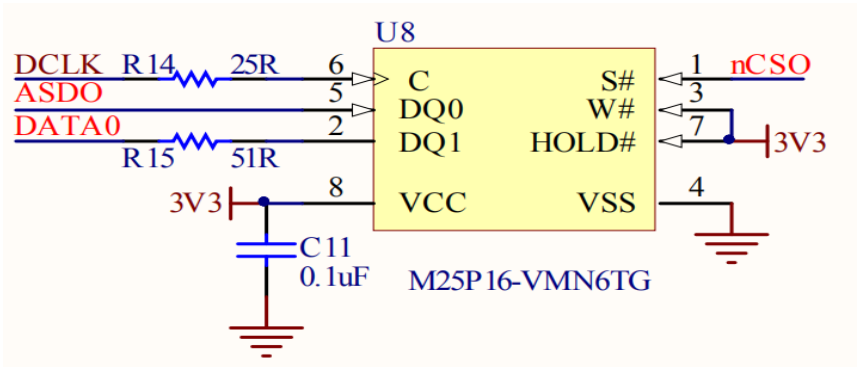 U8
DCLK R14 25R 6 C S# 1 nCSO
ASDO 5 DQ0 W# 3
DATA0 2 DQ1 HOLD# 7 3V3
R15 51R
3V3 8 VCC VSS 4
C11
0.1uF M25P16-VMN6TG